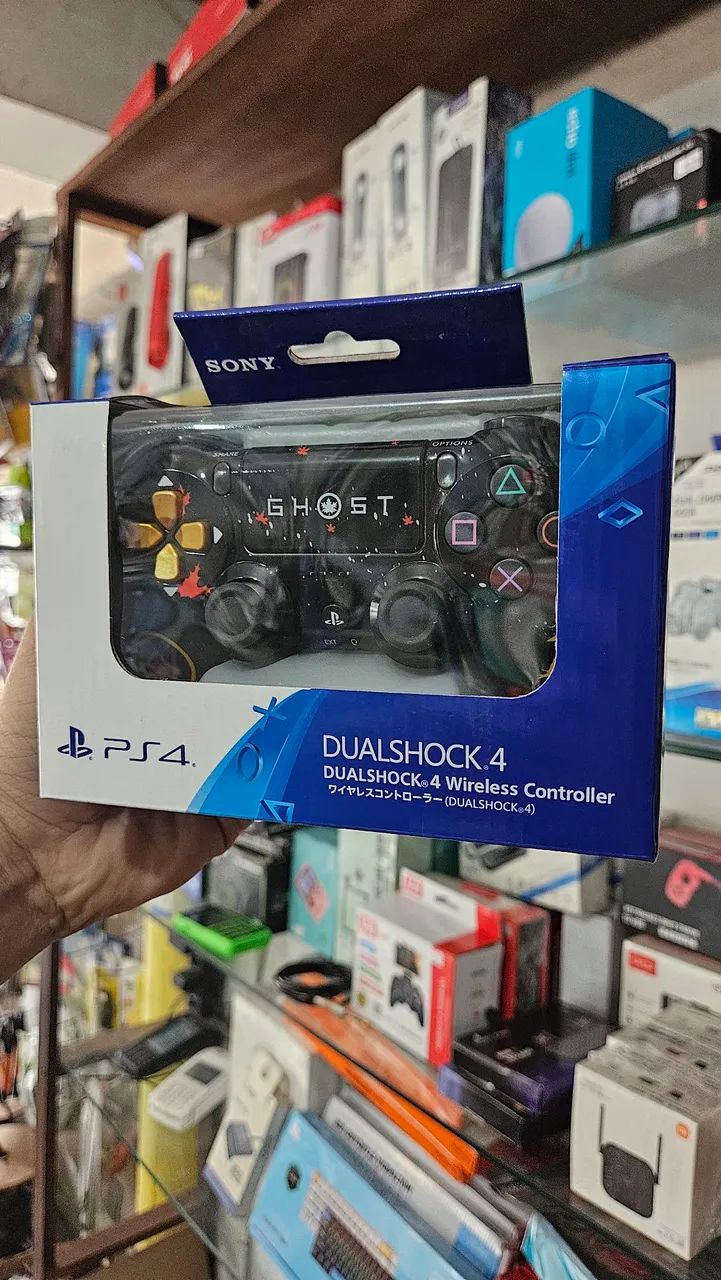 SONY
SHARE
OPTIONS
GHOST
EXT
PS4
DUALSHOCK 4
DUALSHOCK®4 Wireless Controller
ワイヤレスコントローラー (DUALSHOCK®4)